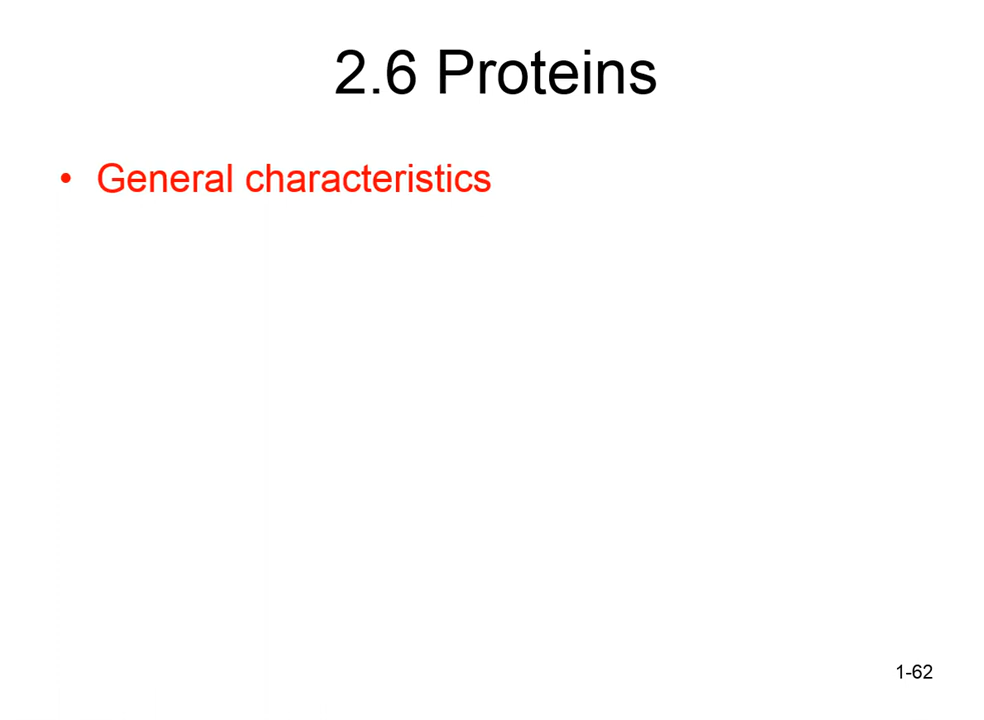 2.6 Proteins
• General characteristics
1-62